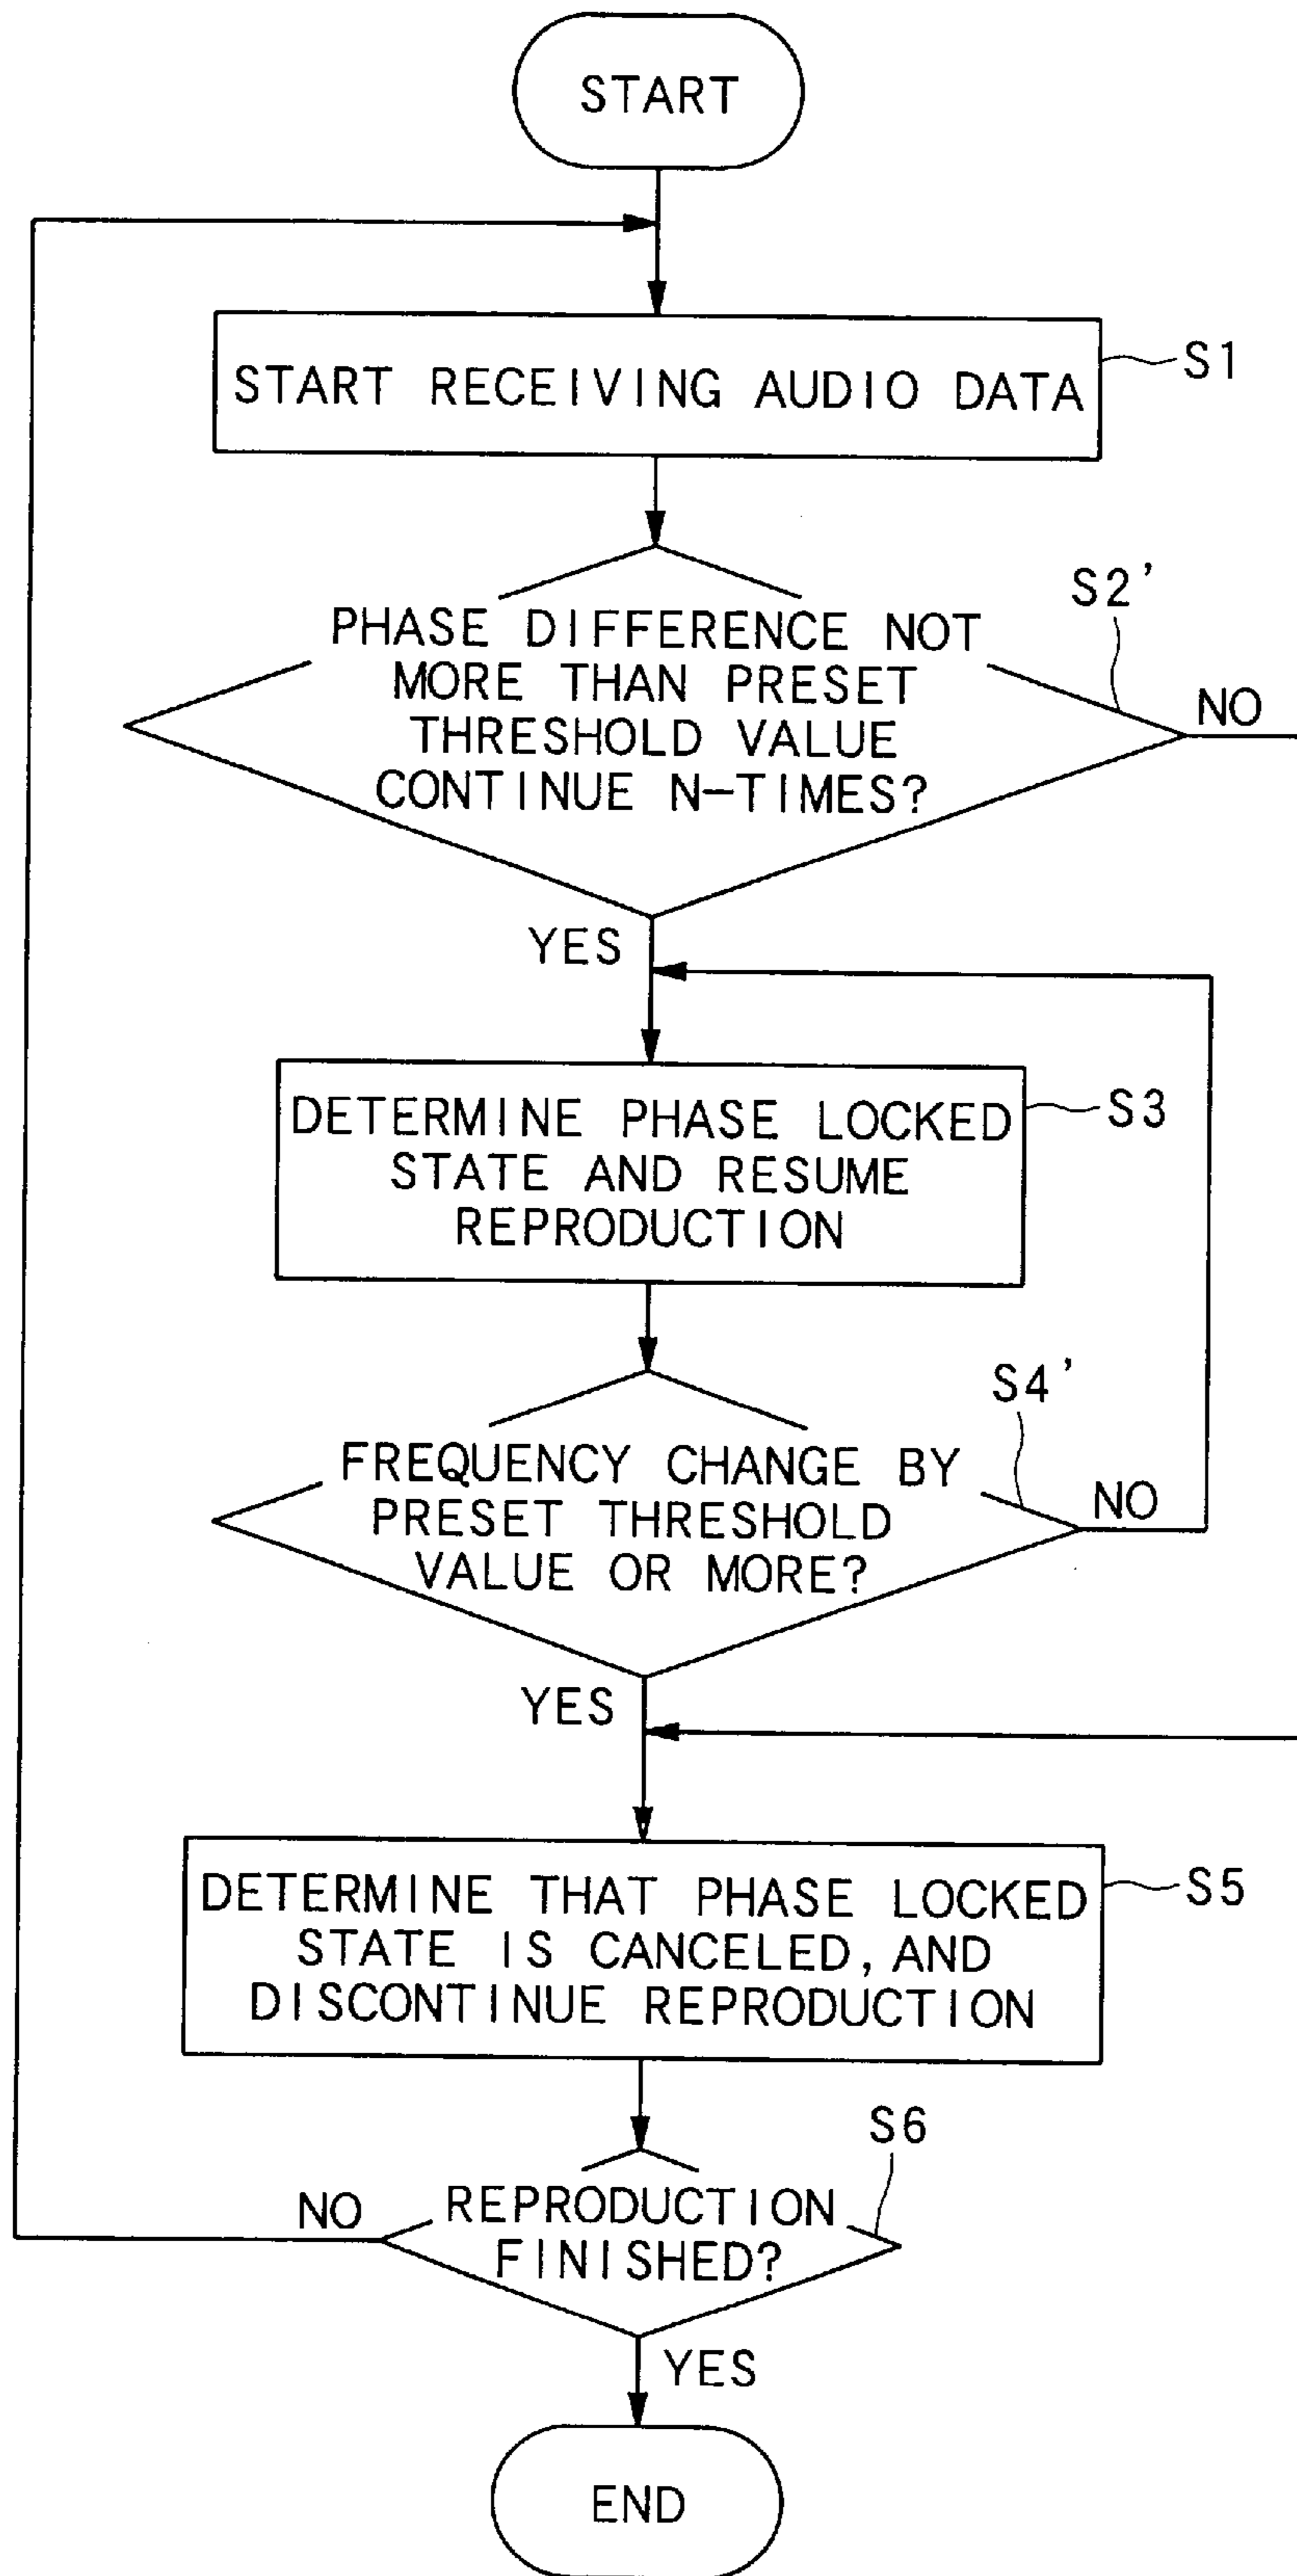 START
START RECEIVING AUDIO DATA
S1
S2'
PHASE DIFFERENCE NOT
MORE THAN PRESET
THRESHOLD VALUE
CONTINUE N-TIMES?
NO
YES
DETERMINE PHASE LOCKED
STATE AND RESUME
REPRODUCTION
S3
S4'
FREQUENCY CHANGE BY
PRESET THRESHOLD
VALUE OR MORE?
NO
YES
DETERMINE THAT PHASE LOCKED
STATE IS CANCELED, AND
DISCONTINUE REPRODUCTION
S5
S6
NO
REPRODUCTION
FINISHED?
YES
END